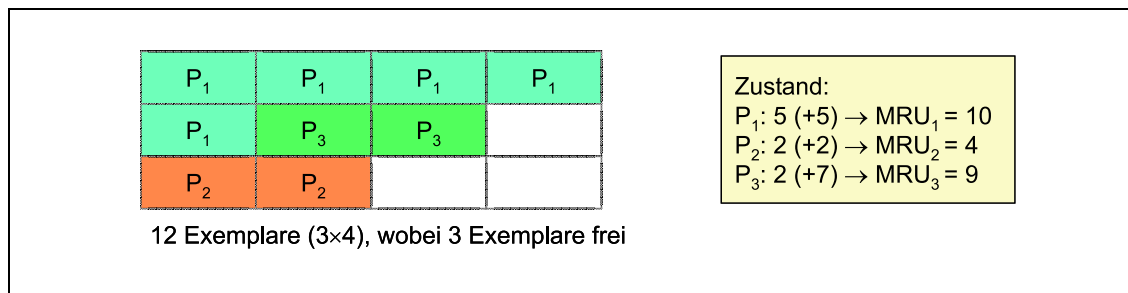 P₁ P₁ P₁ P₁
P₁ P₃ P₃
P₂ P₂
12 Exemplare (3×4), wobei 3 Exemplare frei
Zustand:
P₁: 5 (+5) → MRU₁ = 10
P₂: 2 (+2) → MRU₂ = 4
P₃: 2 (+7) → MRU₃ = 9